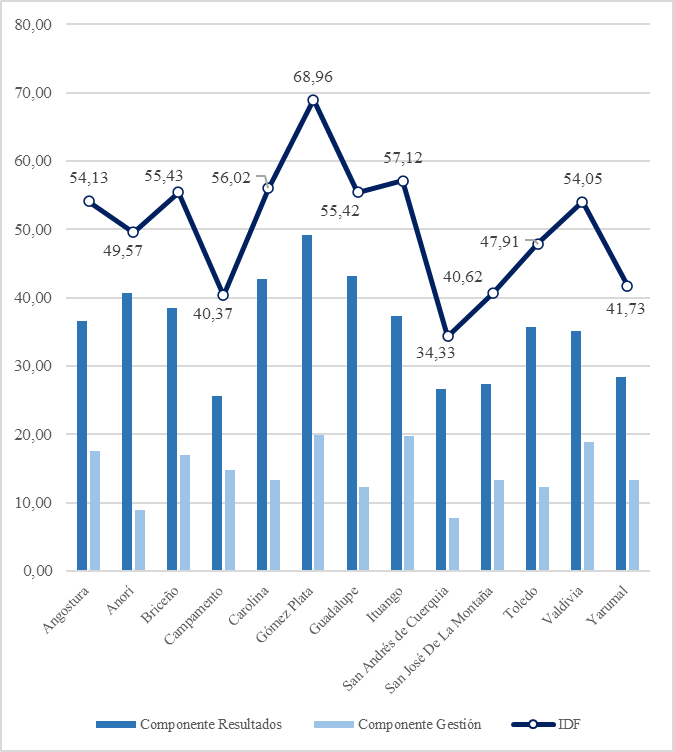 80,00
70,00
60,00
50,00
40,00
30,00
20,00
10,00
0,00
54,13
49,57
55,43
40,37
56,02
68,96
55,42
57,12
34,33
40,62
47,91
54,05
41,73
Angostura
Anorí
Briceño
Campamento
Carolina
Gómez Plata
Guadalupe
Ituango
San Andrés de Cuerquia
San José De La Montaña
Toledo
Valdivia
Yarumal
Componente Resultados
Componente Gestión
IDF